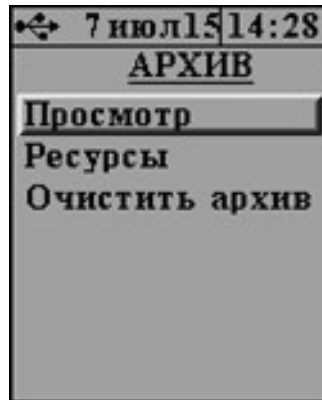 7 июл15 14:28
АРХИВ
Просмотр
Ресурсы
Очистить архив